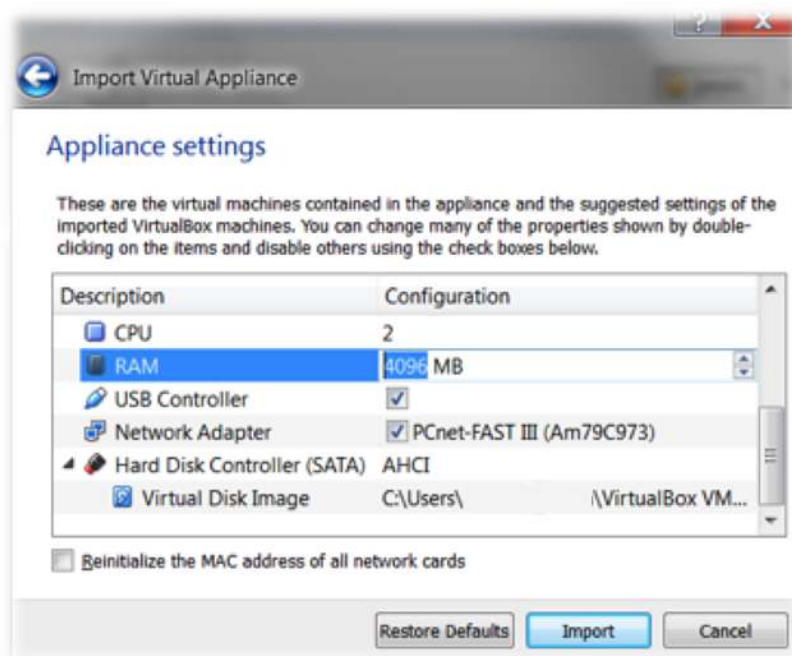 Import Virtual Appliance
Appliance settings
These are the virtual machines contained in the appliance and the suggested settings of the
imported VirtualBox machines. You can change many of the properties shown by double-
clicking on the items and disable others using the check boxes below.
Description Configuration
CPU 2
RAM 4096 MB
USB Controller
Network Adapter PCnet-FAST III (Am79C973)
Hard Disk Controller (SATA) AHCI
Virtual Disk Image C:\Users\ \VirtualBox VM...
Reinitialize the MAC address of all network cards
Restore Defaults Import Cancel